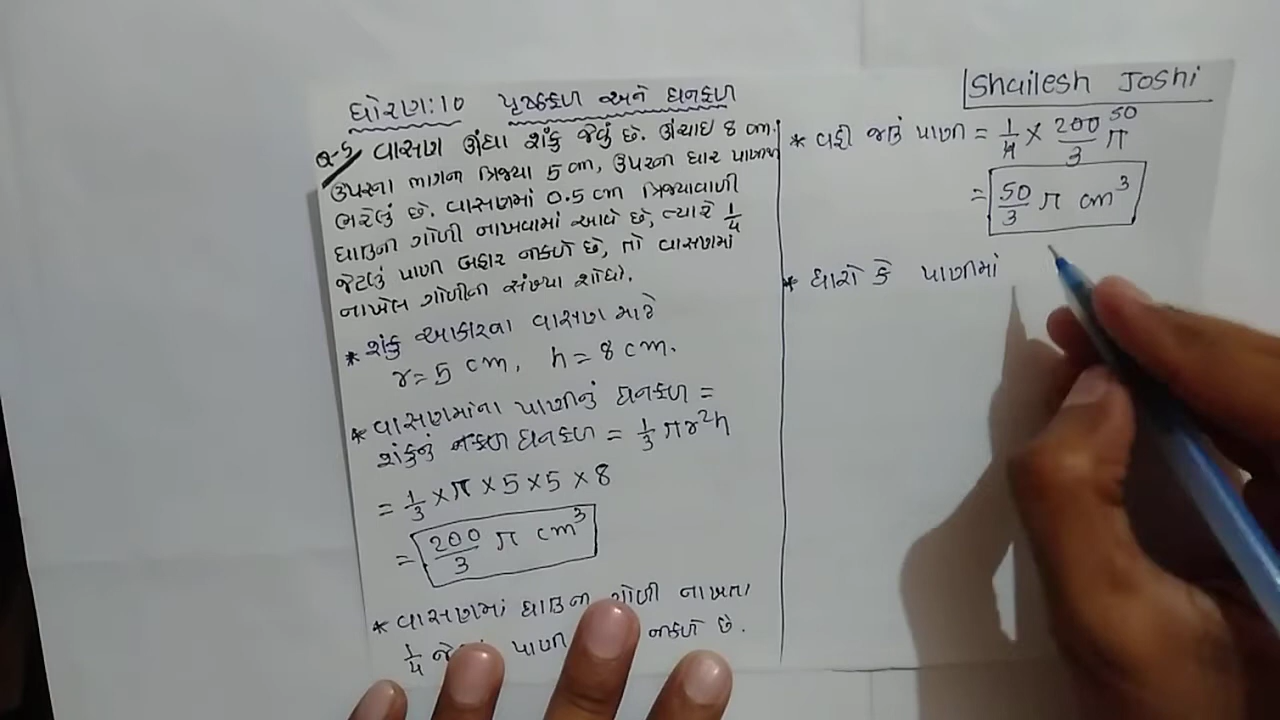 ધોરણ:10 પૃષ્ઠફળ અને ઘનફળ
Q-5 વાસણ ઊંધા શંકુ જેવું છે. ઊંચાઇ 8 cm.
ઉપરના ભાગના ત્રિજ્યા 5 cm, ઉપરની ધાર
ભરેલું છે. વાસણમાં 0.5 cm ત્રિજ્યાવાળી
ધાતુની ગોળી નાખવામાં આવે છે, ત્યારે 1/4
જેટલું પાણી બહાર નીકળે છે, તો વાસણમાં
નાખેલ ગોળીની સંખ્યા શોધો.
* શંકુ આકારના વાસણ માટે
r = 5 cm, h = 8 cm.
* વાસણમાંના પાણીનું ઘનફળ =
શંકુનું ઘનફળ = 1/3 πr²h
= 1/3 × π × 5 × 5 × 8
= 200/3 π cm³
* વાસણમાં ધાતુની ગોળી નાખતા
1/4 પાણી નીકળે છે.
Shailesh Joshi
* વહી જતું પાણી = 1/4 × 200/3 π 50
= 50/3 π cm³
* ધારો કે પાણીમાં